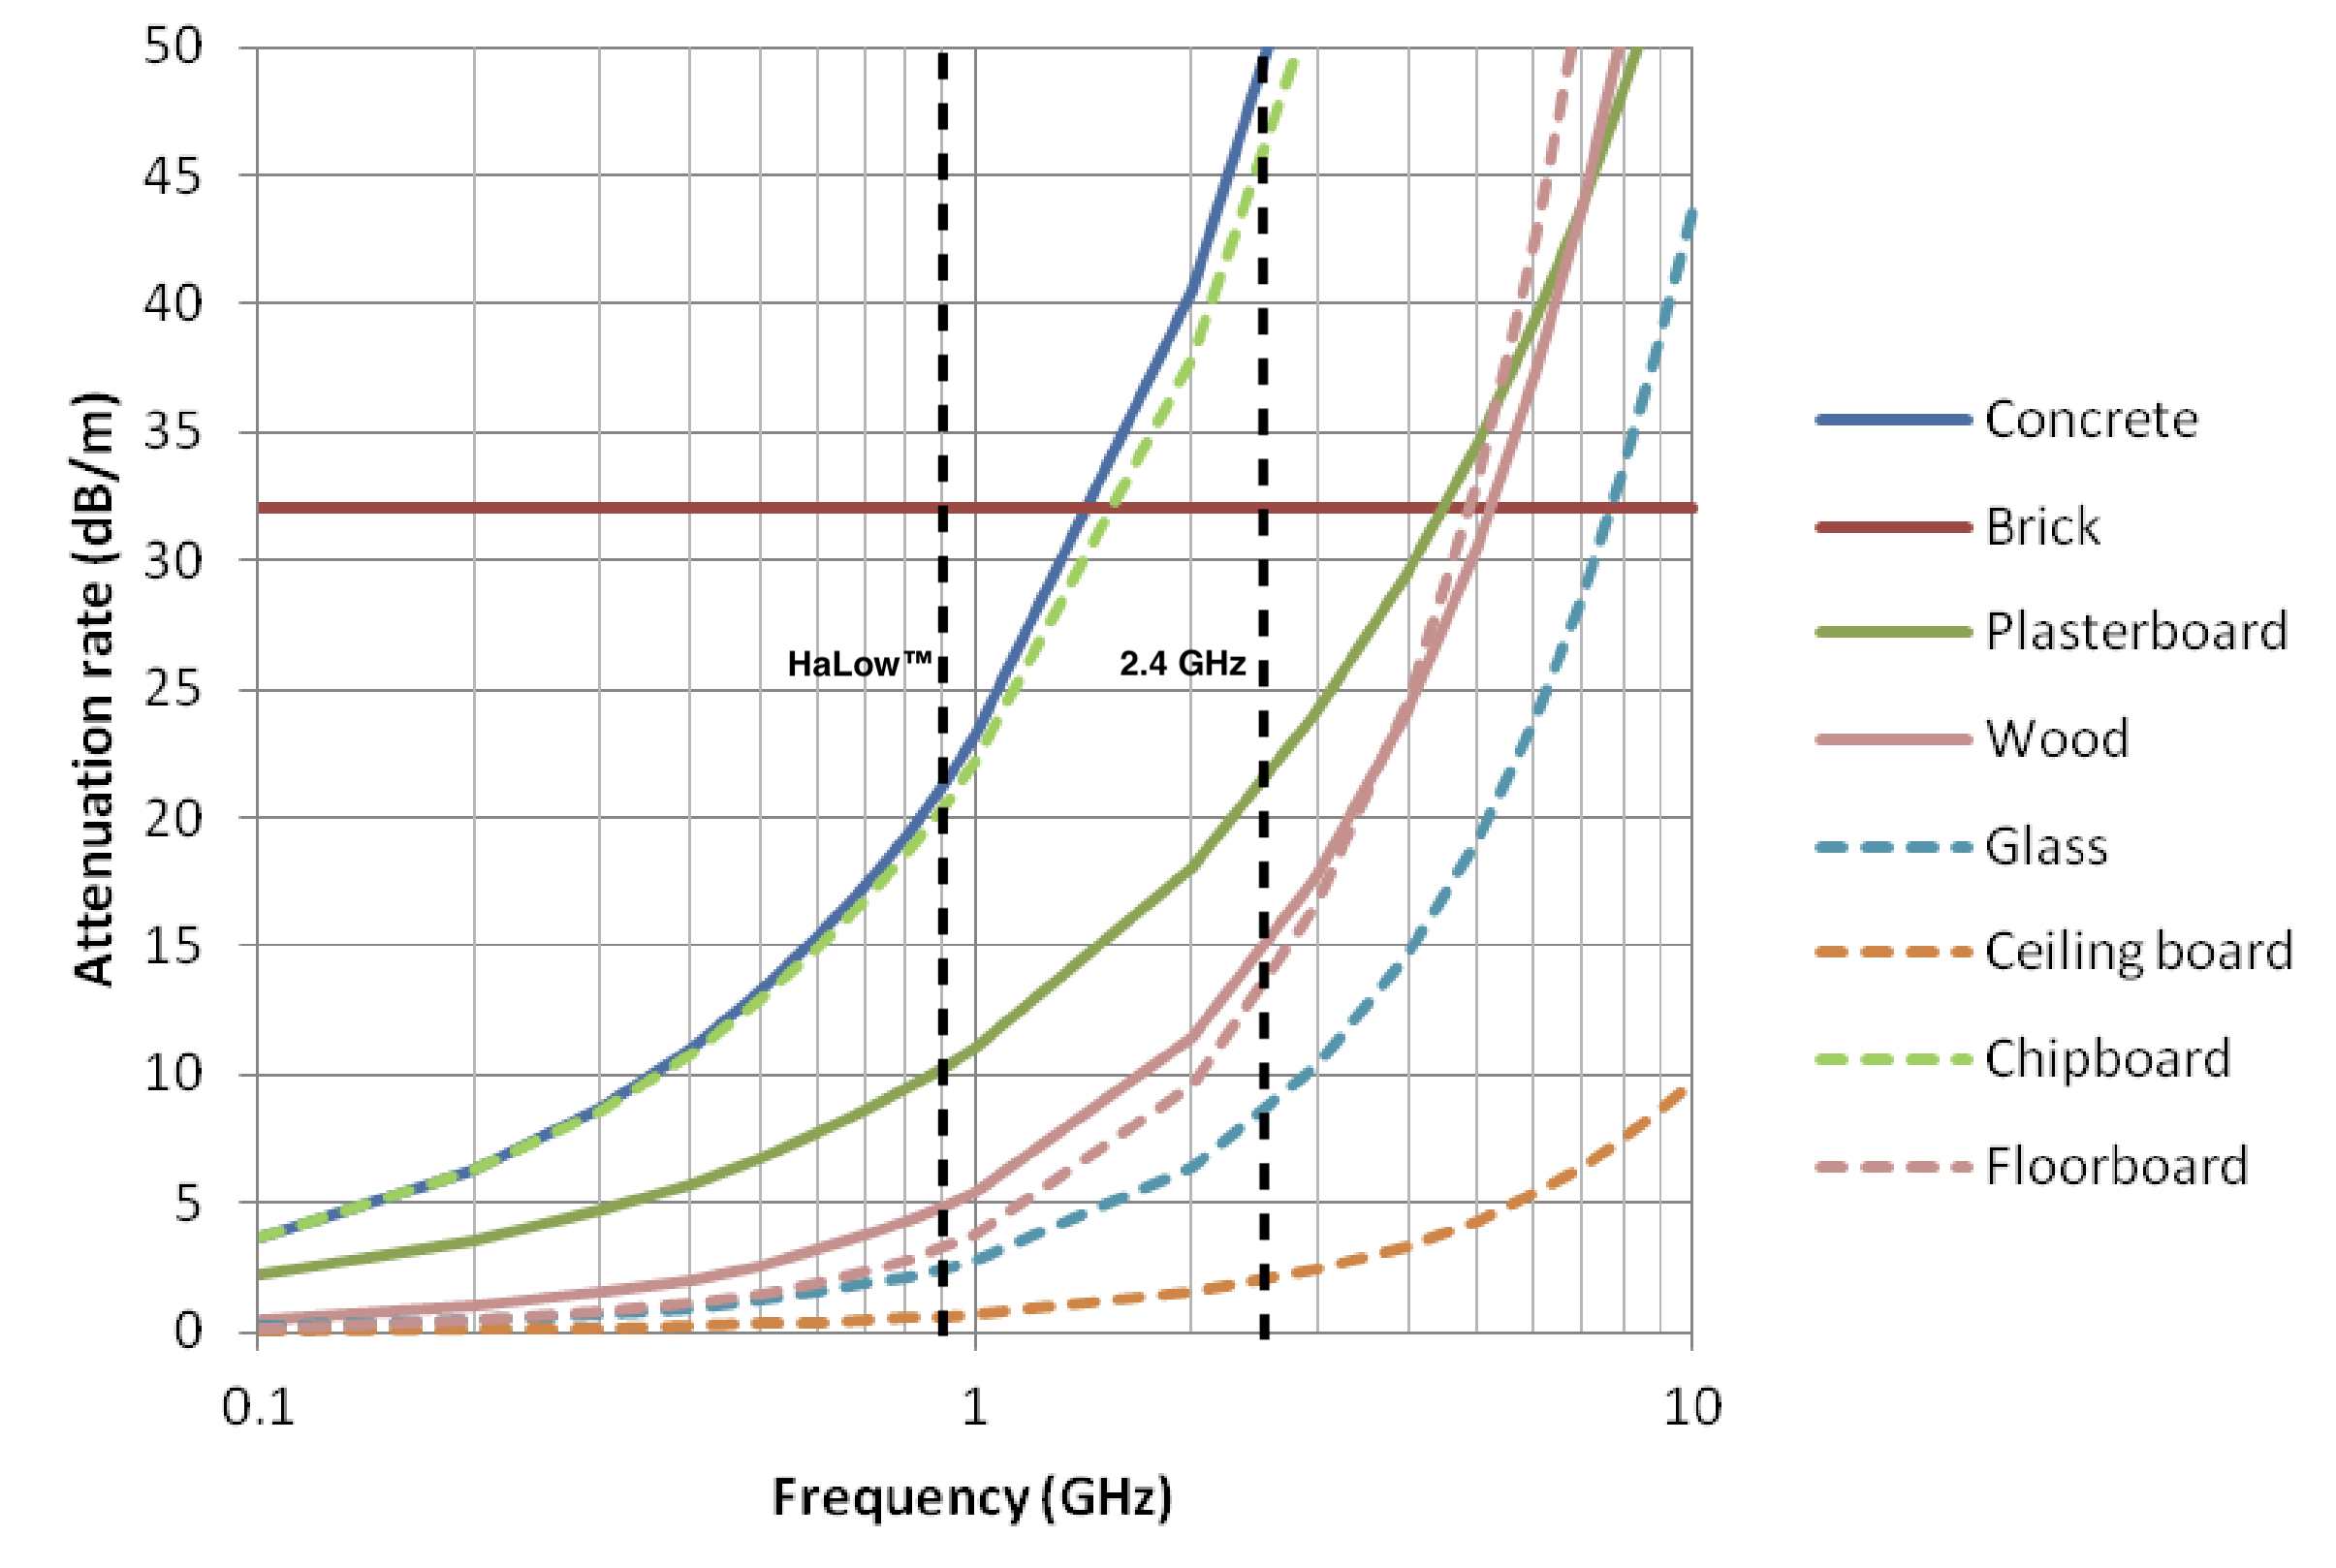 Attenuation rate (dB/m)
50
45
40
35
30
25
20
15
10
5
0
HaLow™
2.4 GHz
0.1
1
10
Frequency (GHz)
Concrete
Brick
Plasterboard
Wood
Glass
Ceiling board
Chipboard
Floorboard